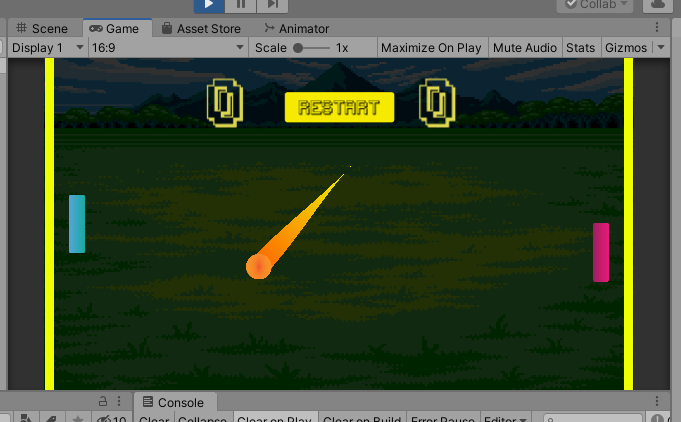 Collab
Scene Game Asset Store Animator
Display 1 16:9 Scale 1x Maximize On Play Mute Audio Stats Gizmos
0 RESTART 0
Console
10 Clear Collapse Clear on Play Clear on Build Error Pause Editor